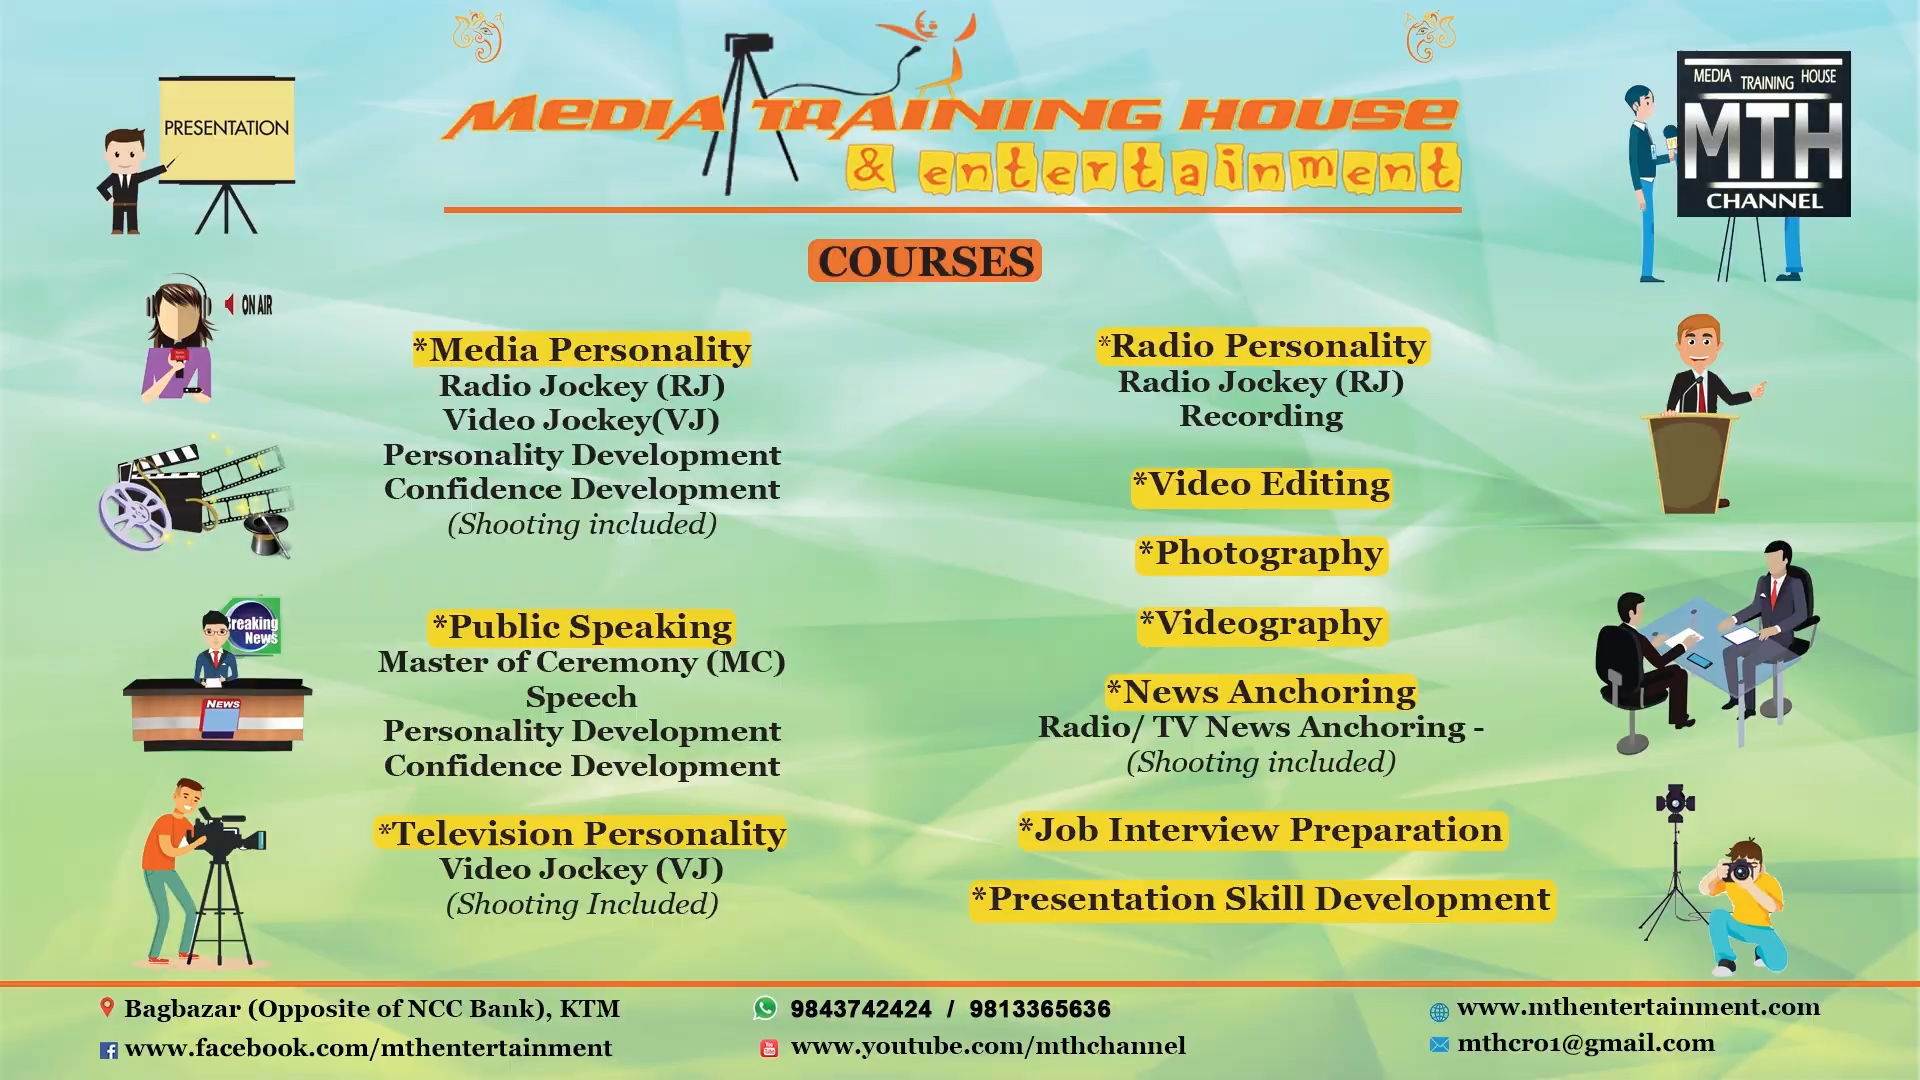 MEDIA TRAINING HOUSE
& entertainment
PRESENTATION
MEDIA TRAINING HOUSE
MTH
CHANNEL
COURSES
ON AIR
*Media Personality
Radio Jockey (RJ)
Video Jockey(VJ)
Personality Development
Confidence Development
(Shooting included)
reaking
News
NEWS
*Public Speaking
Master of Ceremony (MC)
Speech
Personality Development
Confidence Development
*Television Personality
Video Jockey (VJ)
(Shooting Included)
*Radio Personality
Radio Jockey (RJ)
Recording
*Video Editing
*Photography
*Videography
*News Anchoring
Radio/ TV News Anchoring -
(Shooting included)
*Job Interview Preparation
*Presentation Skill Development
Bagbazar (Opposite of NCC Bank), KTM
9843742424 / 9813365636
www.mthentertainment.com
www.facebook.com/mthentertainment
www.youtube.com/mthchannel
mthcro1@gmail.com